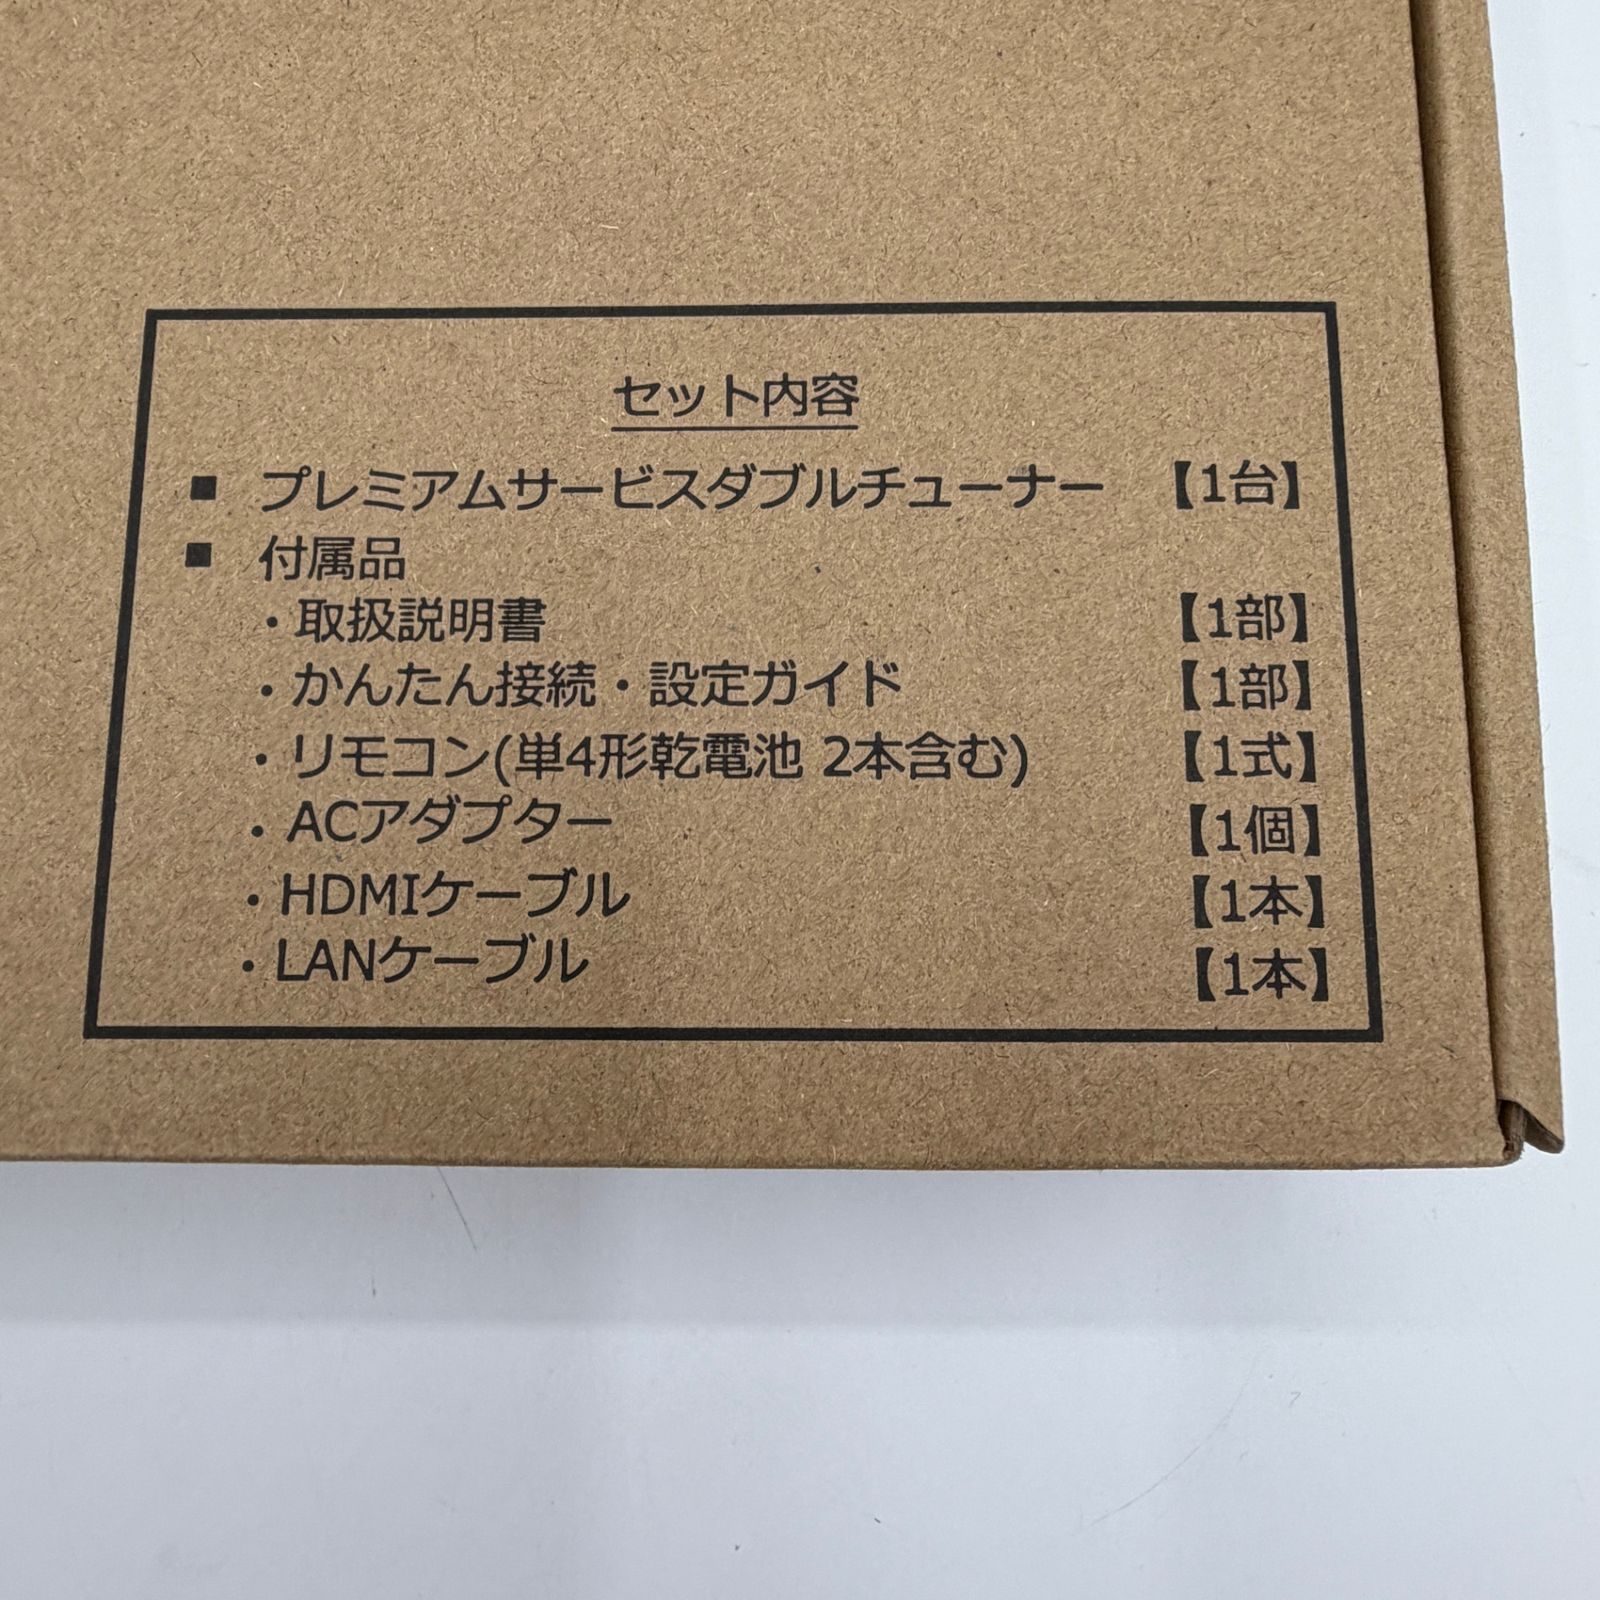 セット内容
■ プレミアムサービスダブルチューナー 【1台】
■ 付属品
・取扱説明書 【1部】
・かんたん接続・設定ガイド 【1部】
・リモコン(単4形乾電池 2本含む) 【1式】
・ACアダプター 【1個】
・HDMIケーブル 【1本】
・LANケーブル 【1本】